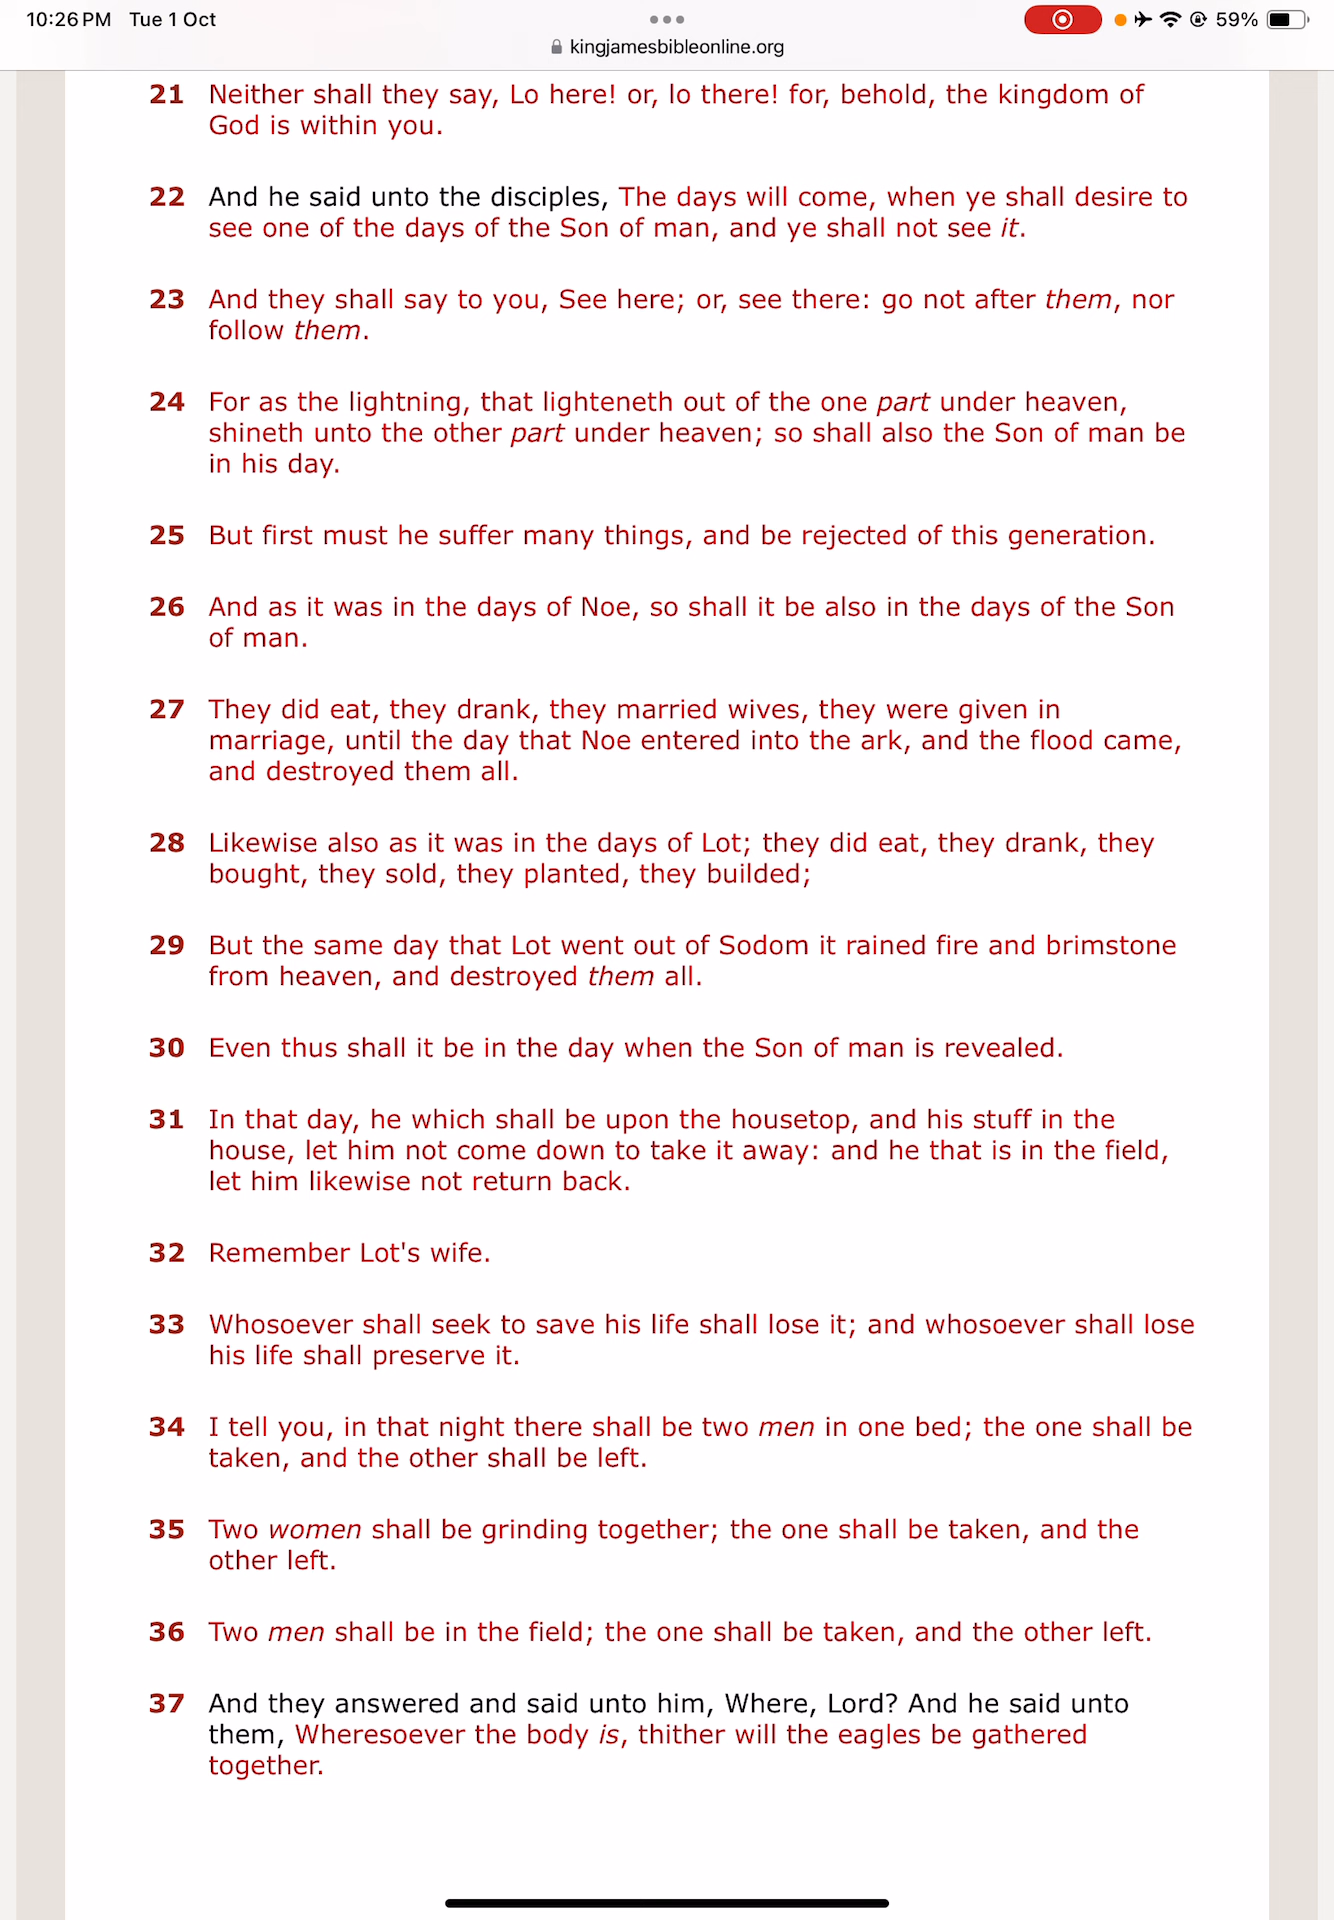 10:26 PM Tue 1 Oct
59%
kingjamesbibleonline.org
21 Neither shall they say, Lo here! or, lo there! for, behold, the kingdom of
God is within you.
22 And he said unto the disciples, The days will come, when ye shall desire to
see one of the days of the Son of man, and ye shall not see it.
23 And they shall say to you, See here; or, see there: go not after them, nor
follow them.
24 For as the lightning, that lighteneth out of the one part under heaven,
shineth unto the other part under heaven; so shall also the Son of man be
in his day.
25 But first must he suffer many things, and be rejected of this generation.
26 And as it was in the days of Noe, so shall it be also in the days of the Son
of man.
27 They did eat, they drank, they married wives, they were given in
marriage, until the day that Noe entered into the ark, and the flood came,
and destroyed them all.
28 Likewise also as it was in the days of Lot; they did eat, they drank, they
bought, they sold, they planted, they builded;
29 But the same day that Lot went out of Sodom it rained fire and brimstone
from heaven, and destroyed them all.
30 Even thus shall it be in the day when the Son of man is revealed.
31 In that day, he which shall be upon the housetop, and his stuff in the
house, let him not come down to take it away: and he that is in the field,
let him likewise not return back.
32 Remember Lot's wife.
33 Whosoever shall seek to save his life shall lose it; and whosoever shall lose
his life shall preserve it.
34 I tell you, in that night there shall be two men in one bed; the one shall be
taken, and the other shall be left.
35 Two women shall be grinding together; the one shall be taken, and the
other left.
36 Two men shall be in the field; the one shall be taken, and the other left.
37 And they answered and said unto him, Where, Lord? And he said unto
them, Wheresoever the body is, thither will the eagles be gathered
together.